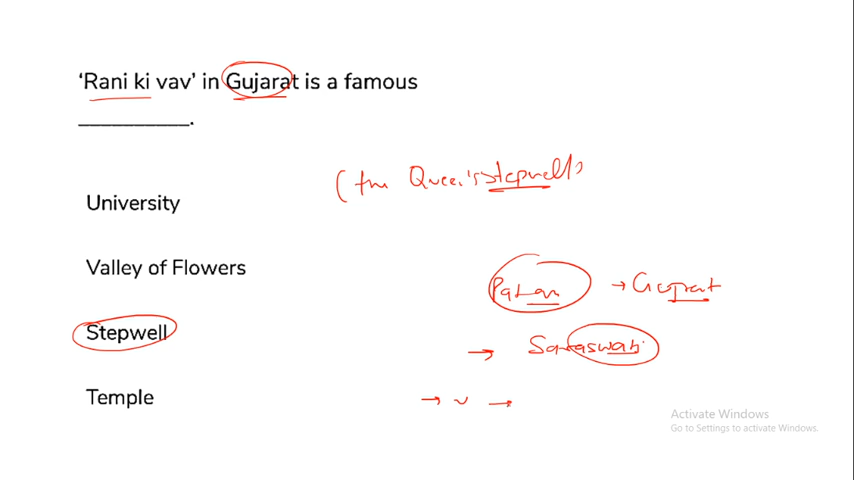 ‘Rani ki vav’ in Gujarat is a famous
__________.
(the Queen's stepwell)
University
Valley of Flowers
Patan → Gujrat
Stepwell
→ Saraswati
Temple
→ →
Activate Windows
Go to Settings to activate Windows.